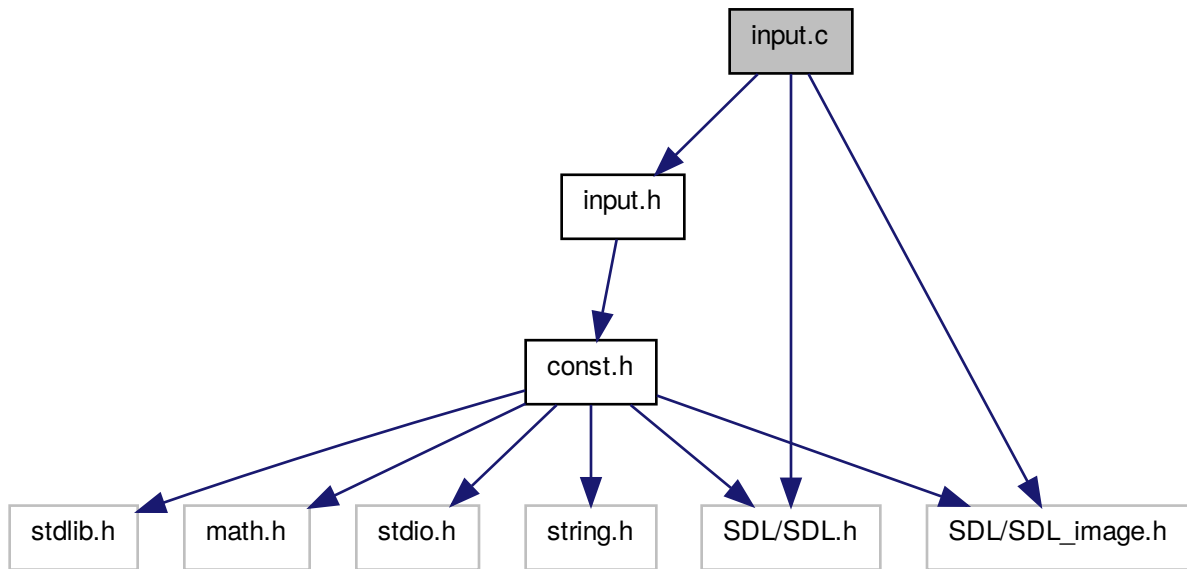 input.c
input.h
const.h
stdlib.h
math.h
stdio.h
string.h
SDL/SDL.h
SDL/SDL_image.h